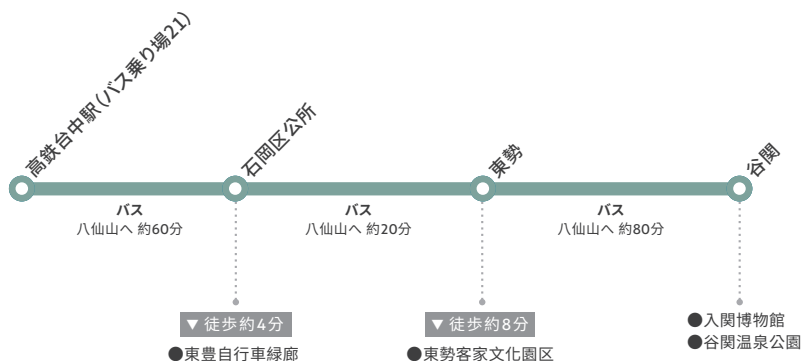 高鉄台中駅(バス乗り場21)
石岡区公所
東勢
谷関
バス
八仙山へ 約60分
バス
八仙山へ 約20分
バス
八仙山へ 約80分
▼ 徒歩約4分
●東豊自行車緑廊
▼ 徒歩約8分
●東勢客家文化園区
●入関博物館
●谷関温泉公園